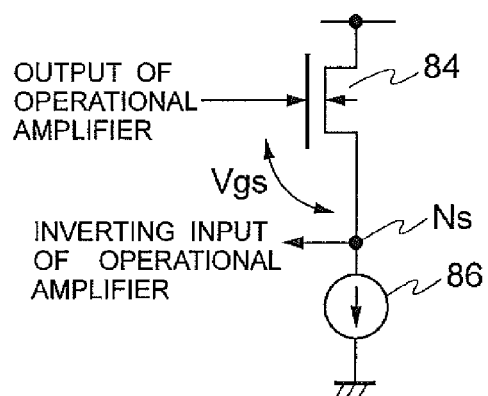 OUTPUT OF
OPERATIONAL
AMPLIFIER
84
Vgs
Ns
INVERTING INPUT
OF OPERATIONAL
AMPLIFIER
86